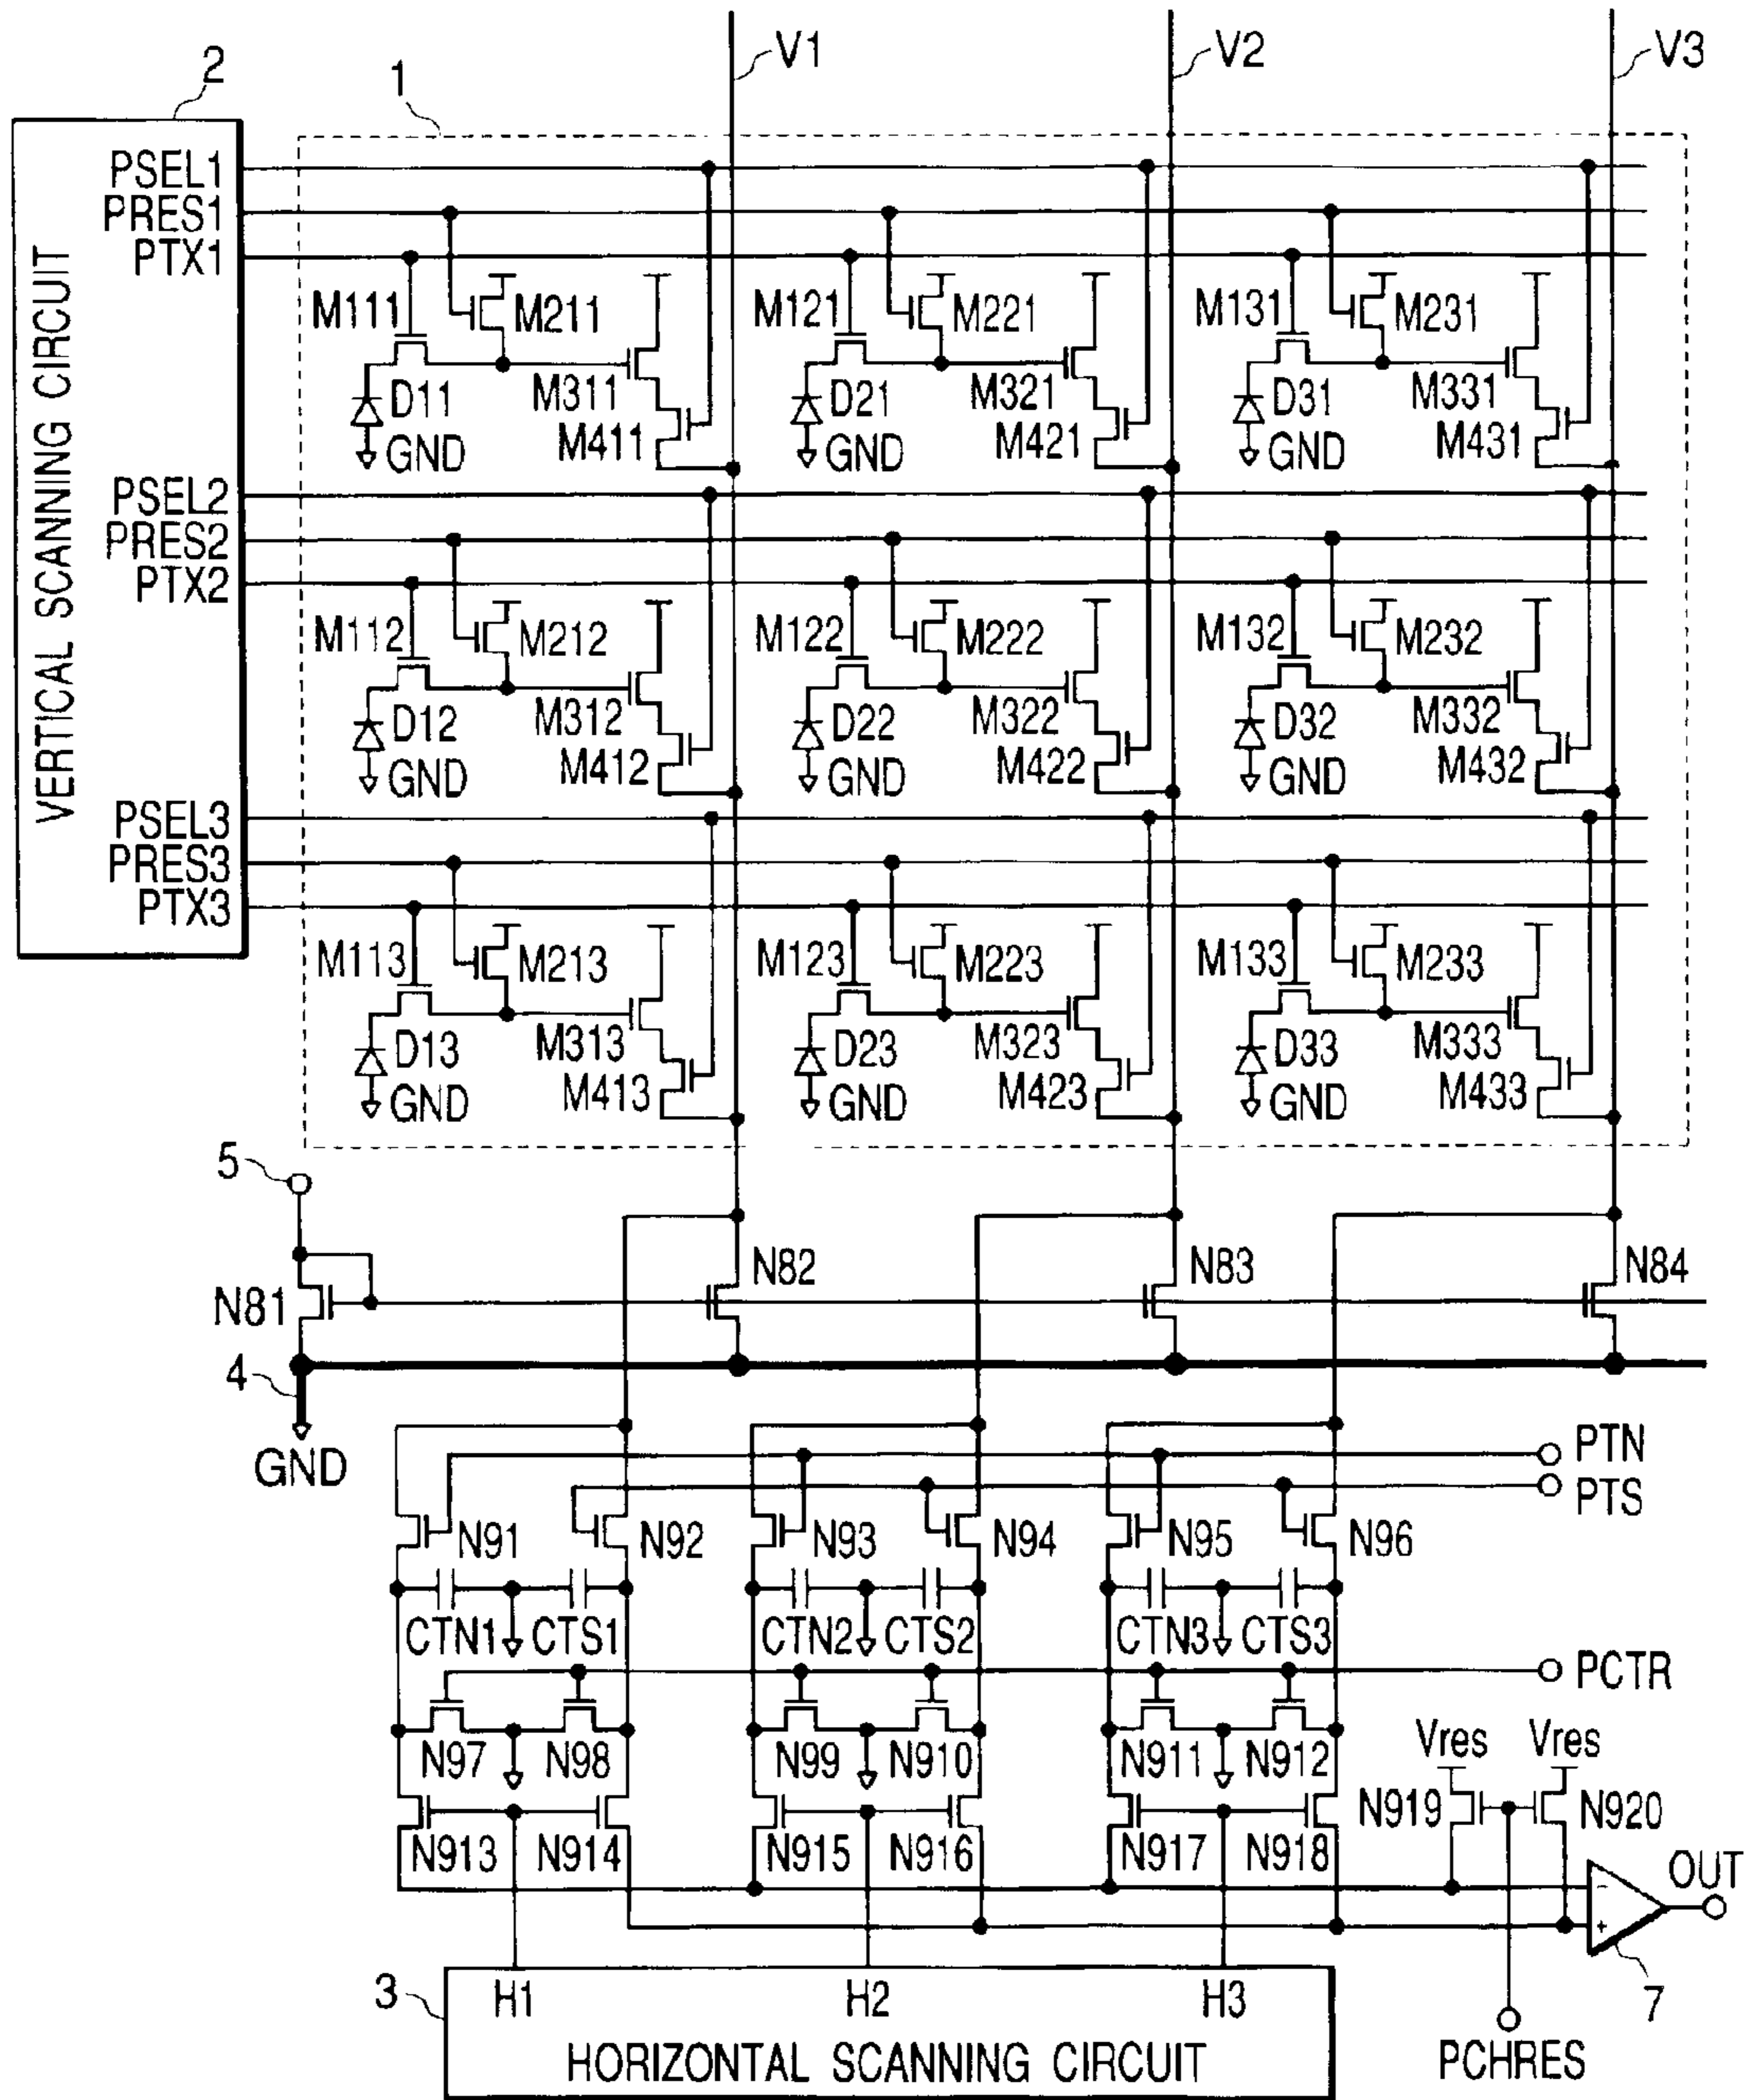 V1 V2 V3
2 1
VERTICAL SCANNING CIRCUIT
PSEL1
PRES1
PTX1
M111 M211 M121 M221 M131 M231
D11 M311 D21 M321 D31 M331
GND M411 GND M421 GND M431
PSEL2
PRES2
PTX2
M112 M212 M122 M222 M132 M232
D12 M312 D22 M322 D32 M332
GND M412 GND M422 GND M432
PSEL3
PRES3
PTX3
M113 M213 M123 M223 M133 M233
D13 M313 D23 M323 D33 M333
GND M413 GND M423 GND M433
5
N81 N82 N83 N84
4
GND
PTN
PTS
N91 N92 N93 N94 N95 N96
CTN1 CTS1 CTN2 CTS2 CTN3 CTS3
PCTR
N97 N98 N99 N910 N911 N912
Vres Vres
N919 N920
N913 N914 N915 N916 N917 N918
OUT
- +
7
3
H1 H2 H3
HORIZONTAL SCANNING CIRCUIT
PCHRES